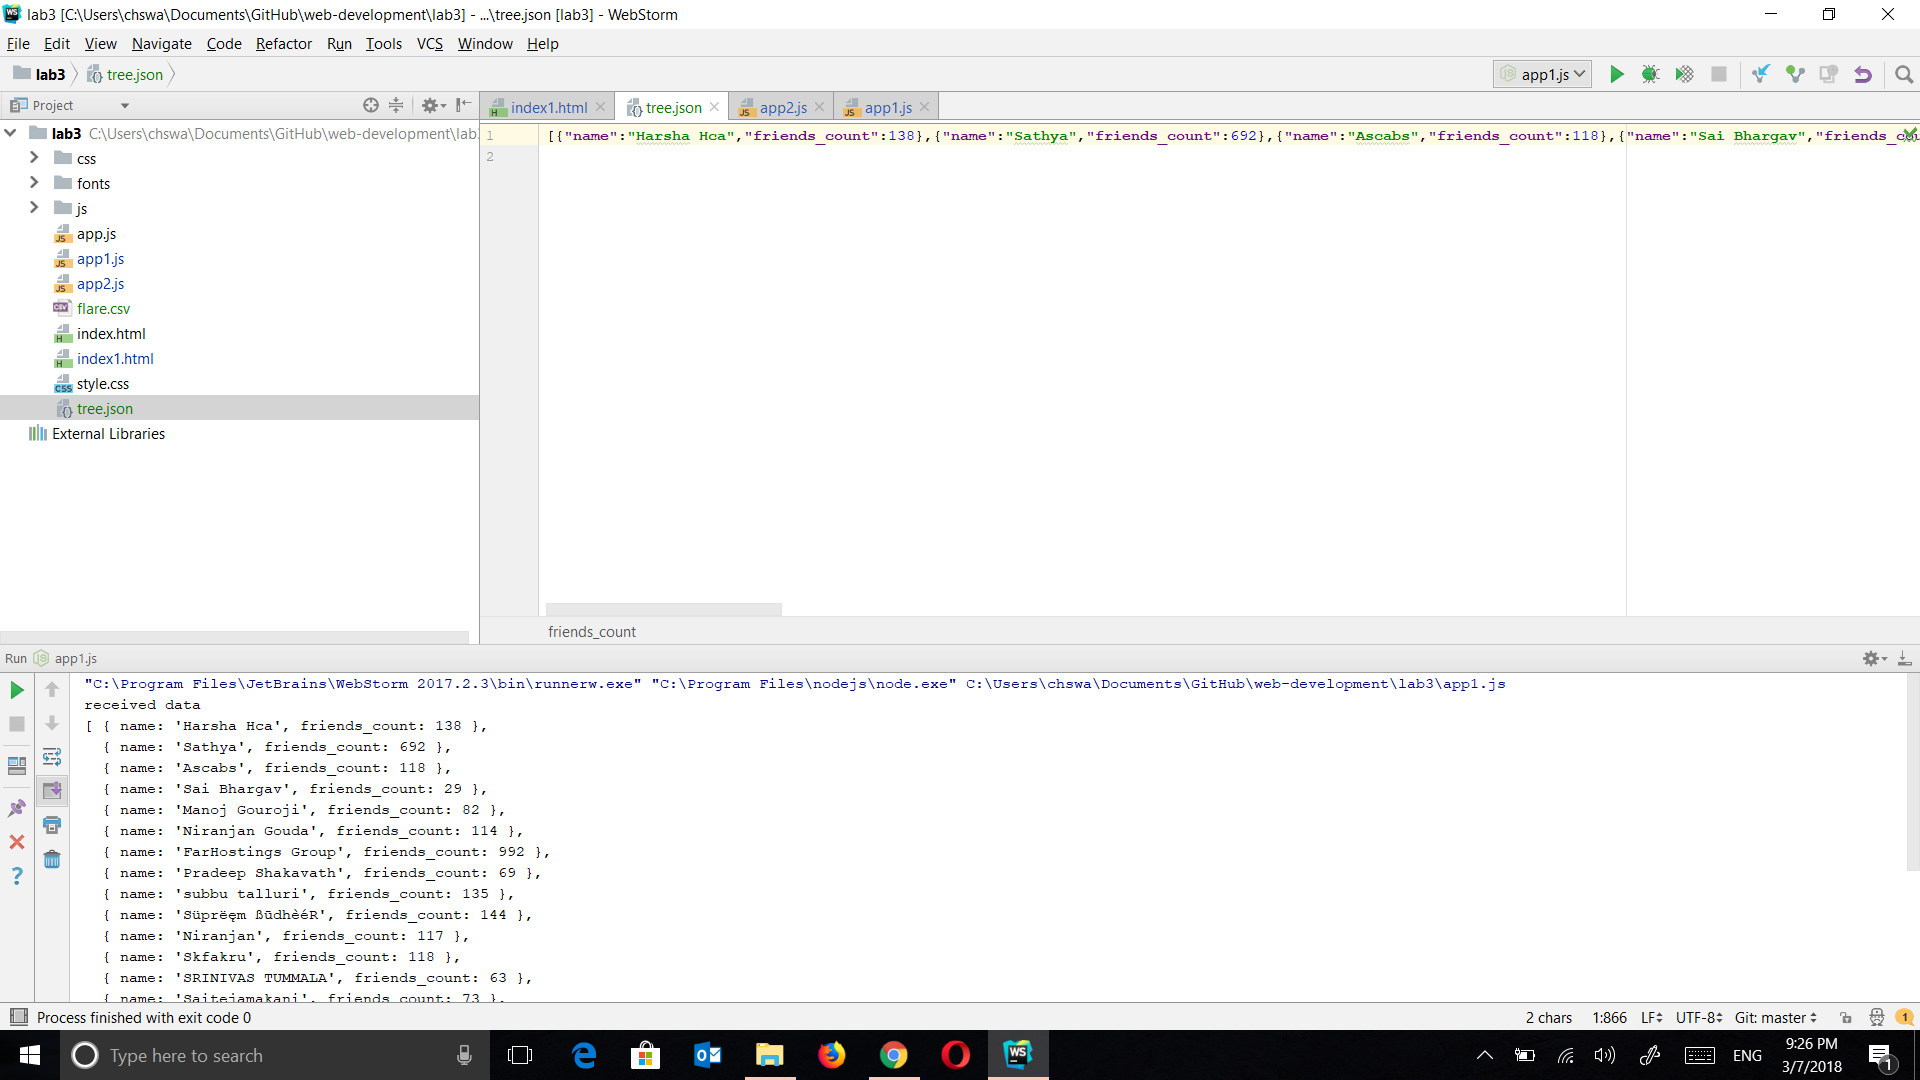 lab3 [C:\Users\chswa\Documents\GitHub\web-development\lab3] - ...\tree.json [lab3] - WebStorm
File Edit View Navigate Code Refactor Run Tools VCS Window Help
lab3 tree.json app1.js
Project
index1.html tree.json app2.js app1.js
lab3 C:\Users\chswa\Documents\GitHub\web-development\lab
css
fonts
js
app.js
app1.js
app2.js
flare.csv
index.html
index1.html
style.css
tree.json
External Libraries
1 [{"name":"Harsha Hca","friends_count":138},{"name":"Sathya","friends_count":692},{"name":"Ascabs","friends_count":118},{"name":"Sai Bhargav","friends_cou
2
friends_count
Run app1.js
"C:\Program Files\JetBrains\WebStorm 2017.2.3\bin\runnerw.exe" "C:\Program Files\nodejs\node.exe" C:\Users\chswa\Documents\GitHub\web-development\lab3\app1.js
received data
[ { name: 'Harsha Hca', friends_count: 138 },
{ name: 'Sathya', friends_count: 692 },
{ name: 'Ascabs', friends_count: 118 },
{ name: 'Sai Bhargav', friends_count: 29 },
{ name: 'Manoj Gouroji', friends_count: 82 },
{ name: 'Niranjan Gouda', friends_count: 114 },
{ name: 'FarHostings Group', friends_count: 992 },
{ name: 'Pradeep Shakavath', friends_count: 69 },
{ name: 'subbu talluri', friends_count: 135 },
{ name: 'Süprëęm ßūdhèéR', friends_count: 144 },
{ name: 'Niranjan', friends_count: 117 },
{ name: 'Skfakru', friends_count: 118 },
{ name: 'SRINIVAS TUMMALA', friends_count: 63 },
{ name: 'Saitejamakani', friends_count: 73 },
Process finished with exit code 0
2 chars 1:866 LF UTF-8 Git: master 1
Type here to search
ENG
9:26 PM
3/7/2018
1